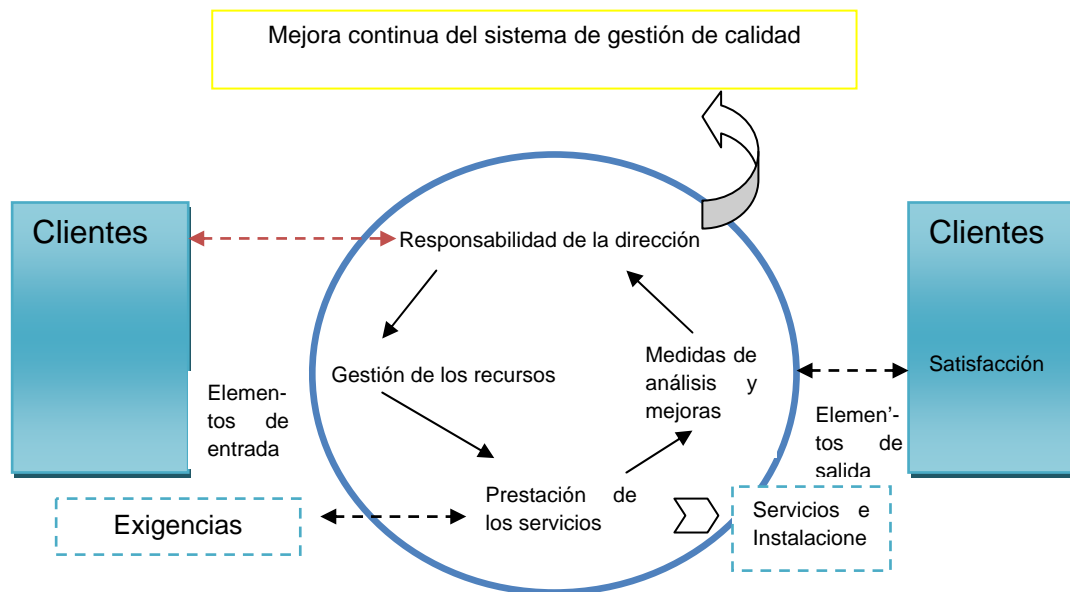 Mejora continua del sistema de gestión de calidad
Clientes
Clientes
Responsabilidad de la dirección
Gestión de los recursos
Medidas de
análisis y
mejoras
Satisfacción
Elemen-
tos de
entrada
Elemen’-
tos de
salida
Prestación de
los servicios
Exigencias
Servicios e
Instalacione